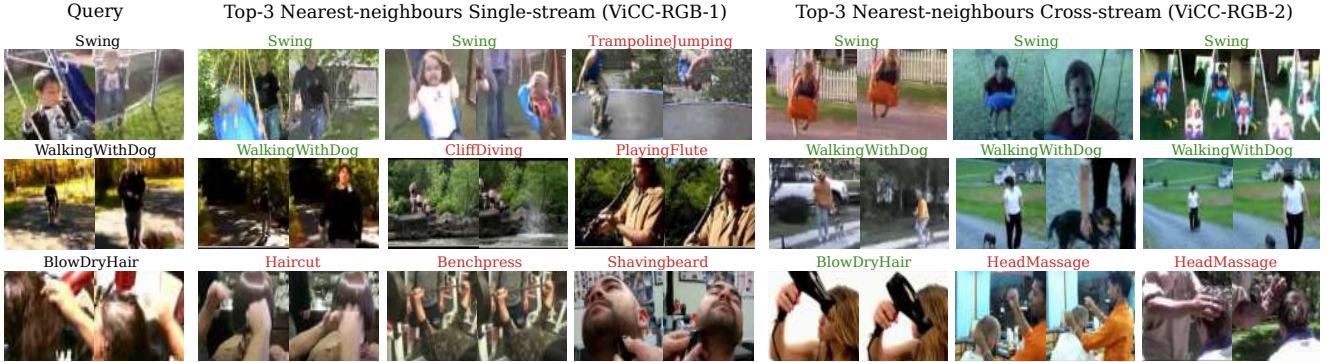 Query Top-3 Nearest-neighbours Single-stream (ViCC-RGB-1) Top-3 Nearest-neighbours Cross-stream (ViCC-RGB-2)
Swing Swing Swing TrampolineJumping Swing Swing Swing
WalkingWithDog WalkingWithDog CliffDiving PlayingFlute WalkingWithDog WalkingWithDog WalkingWithDog
BlowDryHair Haircut Benchpress Shavingbeard BlowDryHair HeadMassage HeadMassage